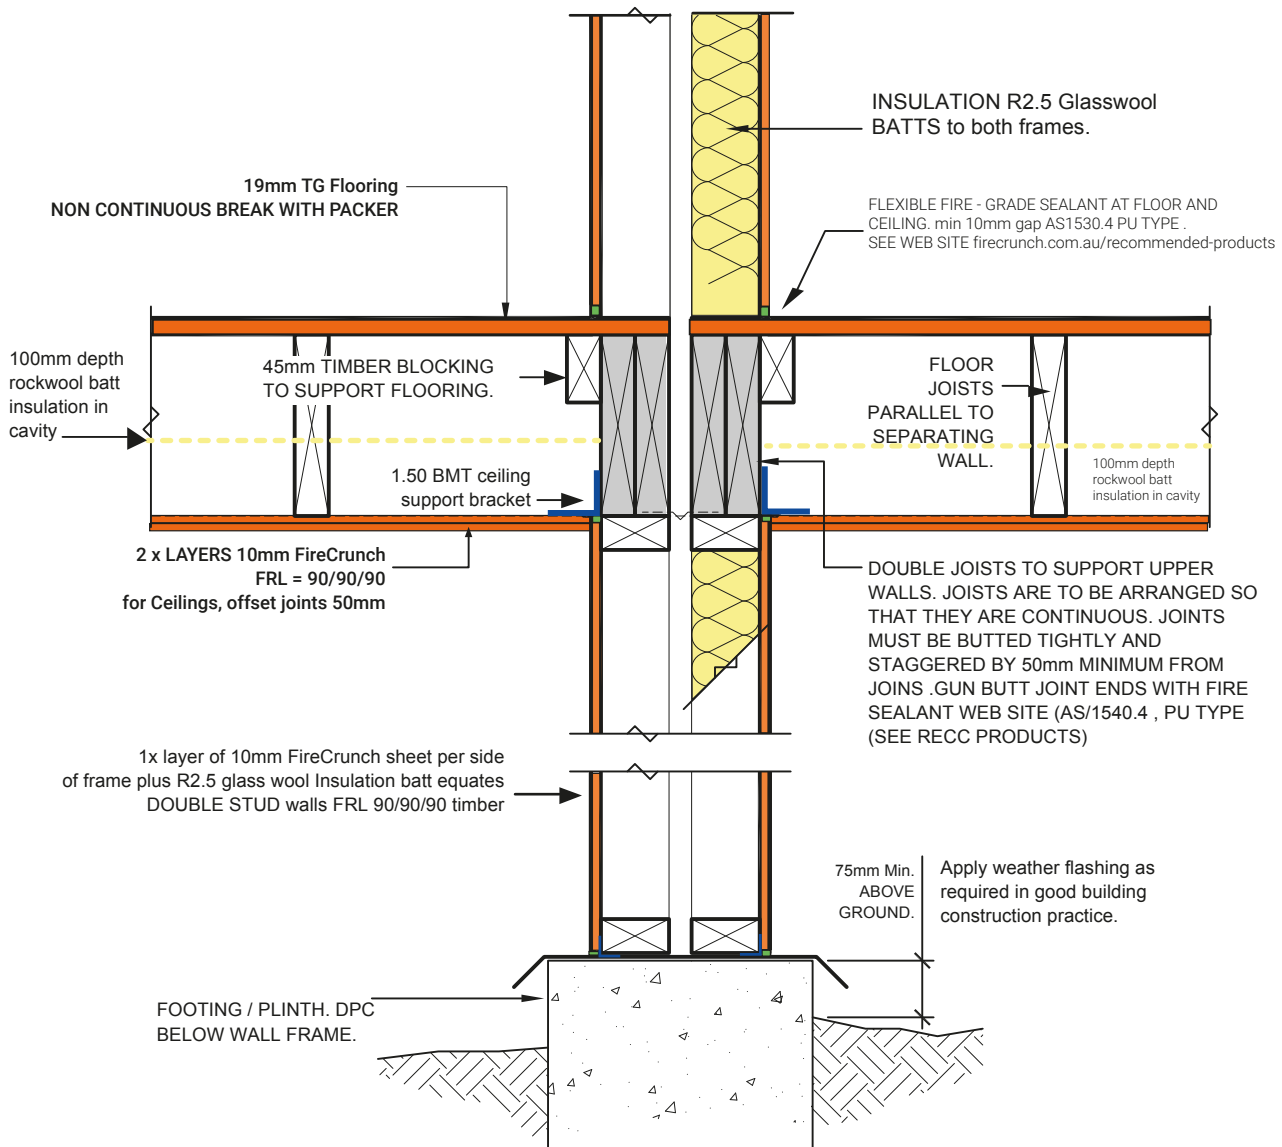 INSULATION R2.5 Glasswool
BATTS to both frames.
19mm TG Flooring
NON CONTINUOUS BREAK WITH PACKER
FLEXIBLE FIRE - GRADE SEALANT AT FLOOR AND
CEILING. min 10mm gap AS1530.4 PU TYPE .
SEE WEB SITE firecrunch.com.au/recommended-products
100mm depth
rockwool batt
insulation in
cavity
45mm TIMBER BLOCKING
TO SUPPORT FLOORING.
FLOOR
JOISTS
PARALLEL TO
SEPARATING
WALL.
100mm depth
rockwool batt
insulation in cavity
1.50 BMT ceiling
support bracket
2 x LAYERS 10mm FireCrunch
FRL = 90/90/90
for Ceilings, offset joints 50mm
DOUBLE JOISTS TO SUPPORT UPPER
WALLS. JOISTS ARE TO BE ARRANGED SO
THAT THEY ARE CONTINUOUS. JOINTS
MUST BE BUTTED TIGHTLY AND
STAGGERED BY 50mm MINIMUM FROM
JOINS .GUN BUTT JOINT ENDS WITH FIRE
SEALANT WEB SITE (AS/1540.4 , PU TYPE
(SEE RECC PRODUCTS)
1x layer of 10mm FireCrunch sheet per side
of frame plus R2.5 glass wool Insulation batt equates
DOUBLE STUD walls FRL 90/90/90 timber
75mm Min.
ABOVE
GROUND.
Apply weather flashing as
required in good building
construction practice.
FOOTING / PLINTH. DPC
BELOW WALL FRAME.